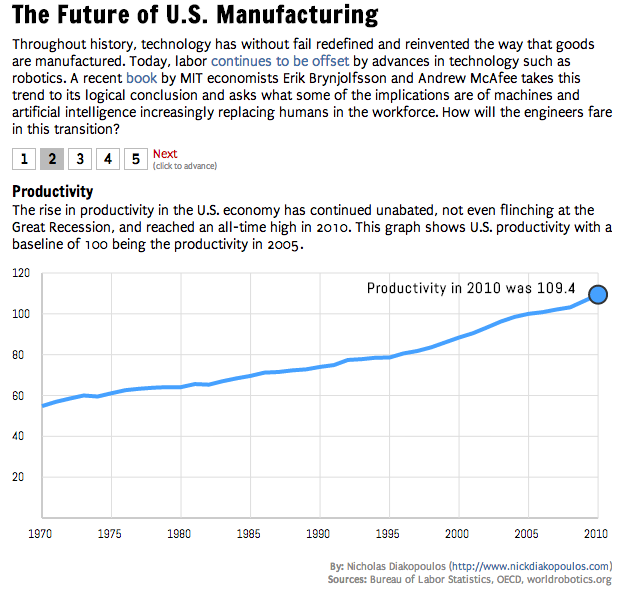 The Future of U.S. Manufacturing
Throughout history, technology has without fail redefined and reinvented the way that goods
are manufactured. Today, labor continues to be offset by advances in technology such as
robotics. A recent book by MIT economists Erik Brynjolfsson and Andrew McAfee takes this
trend to its logical conclusion and asks what some of the implications are of machines and
artificial intelligence increasingly replacing humans in the workforce. How will the engineers fare
in this transition?
1 2 3 4 5 Next
(click to advance)
Productivity
The rise in productivity in the U.S. economy has continued unabated, not even flinching at the
Great Recession, and reached an all-time high in 2010. This graph shows U.S. productivity with a
baseline of 100 being the productivity in 2005.
120
Productivity in 2010 was 109.4
100
80
60
40
20
1970 1975 1980 1985 1990 1995 2000 2005 2010
By: Nicholas Diakopoulos (http://www.nickdiakopoulos.com)
Sources: Bureau of Labor Statistics, OECD, worldrobotics.org